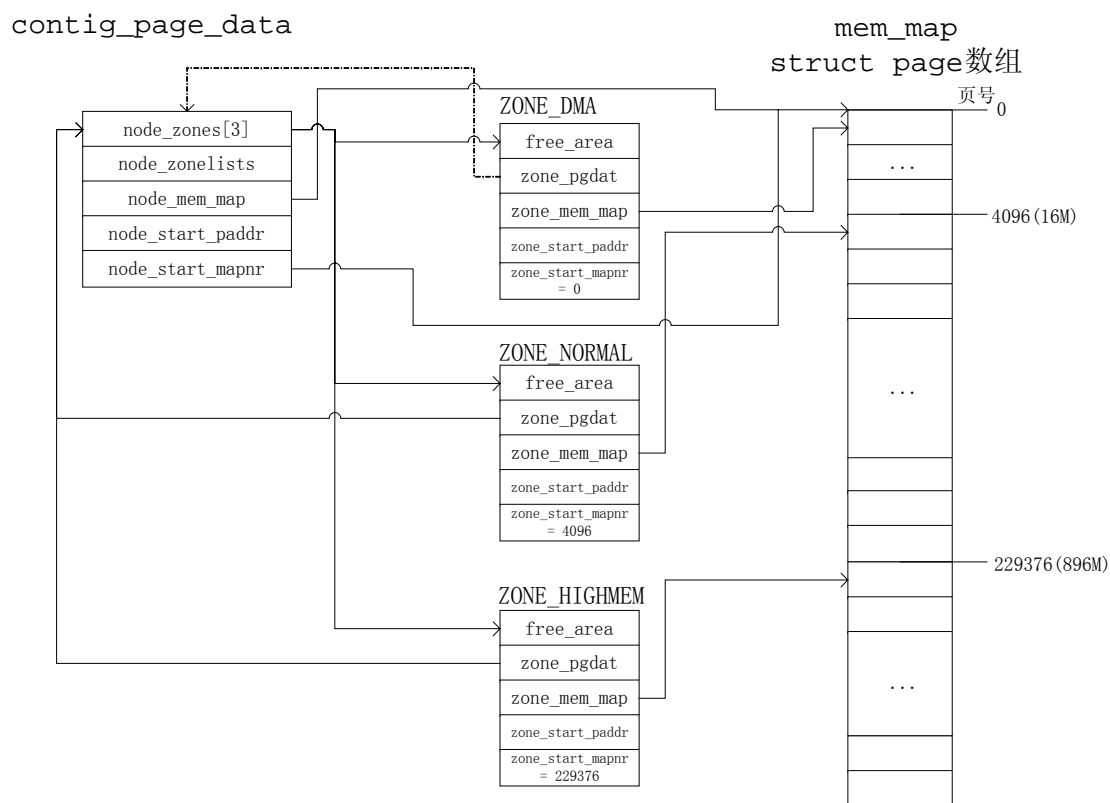 contig_page_data
node_zones[3]
node_zonelists
node_mem_map
node_start_paddr
node_start_mapnr
ZONE_DMA
free_area
zone_pgdat
zone_mem_map
zone_start_paddr
zone_start_mapnr
= 0
ZONE_NORMAL
free_area
zone_pgdat
zone_mem_map
zone_start_paddr
zone_start_mapnr
= 4096
ZONE_HIGHMEM
free_area
zone_pgdat
zone_mem_map
zone_start_paddr
zone_start_mapnr
= 229376
mem_map
struct page数组
页号
0
...
4096(16M)
...
229376(896M)
...